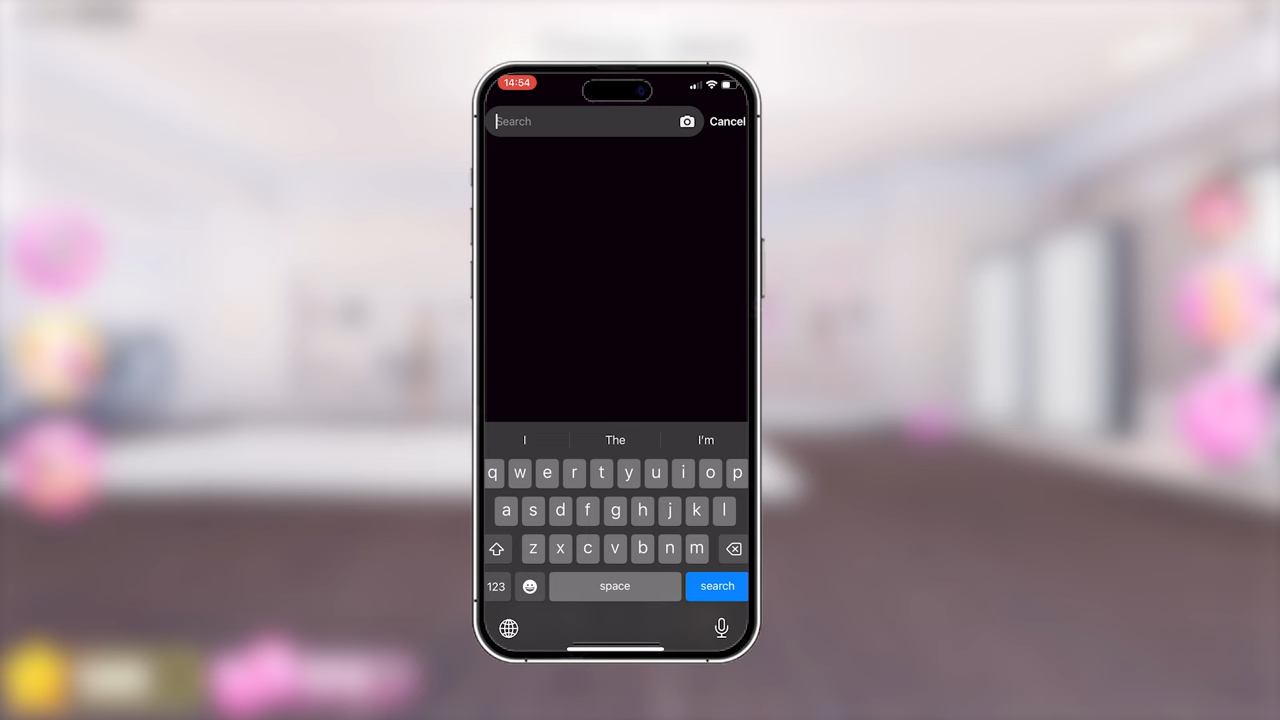 14:54
Search
Cancel
I The I'm
q w e r t y u i o p
a s d f g h j k l
z x c v b n m
123 space search